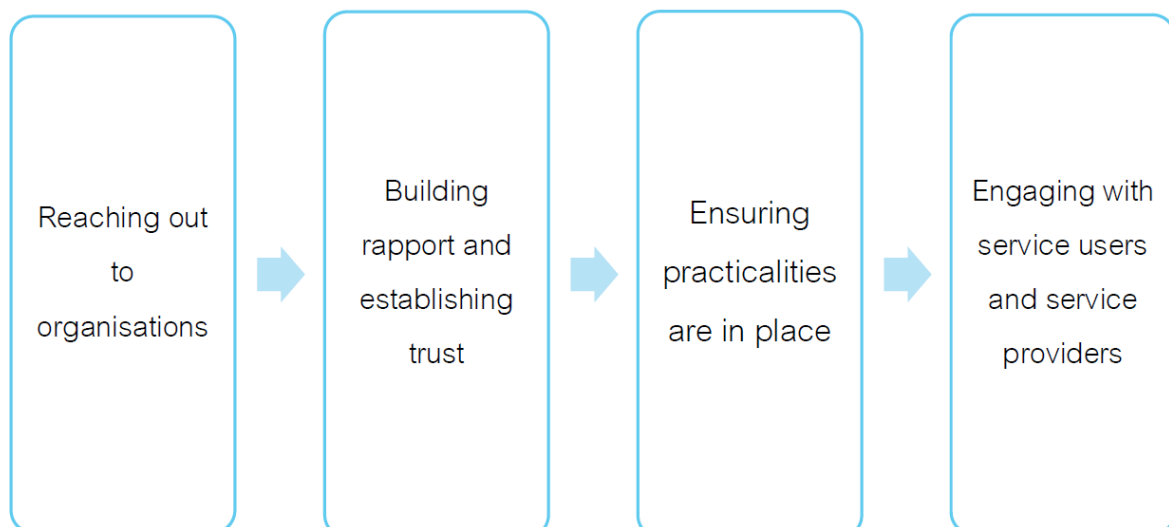 Reaching out
to
organisations
Building
rapport and
establishing
trust
Ensuring
practicalities
are in place
Engaging with
service users
and service
providers